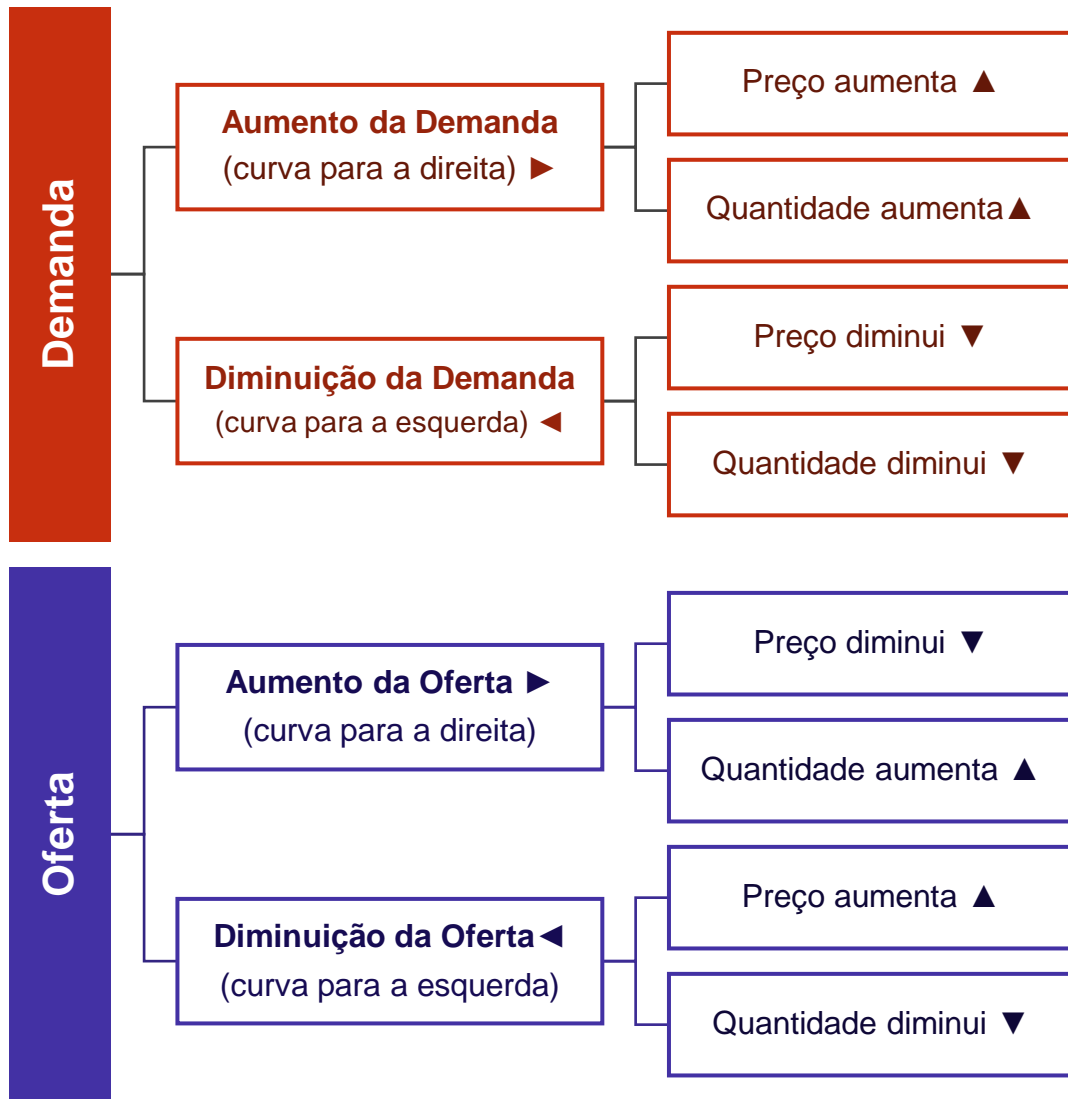 Demanda
Aumento da Demanda
(curva para a direita) ►
Preço aumenta ▲
Quantidade aumenta▲
Diminuição da Demanda
(curva para a esquerda) ◄
Preço diminui ▼
Quantidade diminui ▼
Oferta
Aumento da Oferta ►
(curva para a direita)
Preço diminui ▼
Quantidade aumenta ▲
Diminuição da Oferta◄
(curva para a esquerda)
Preço aumenta ▲
Quantidade diminui ▼